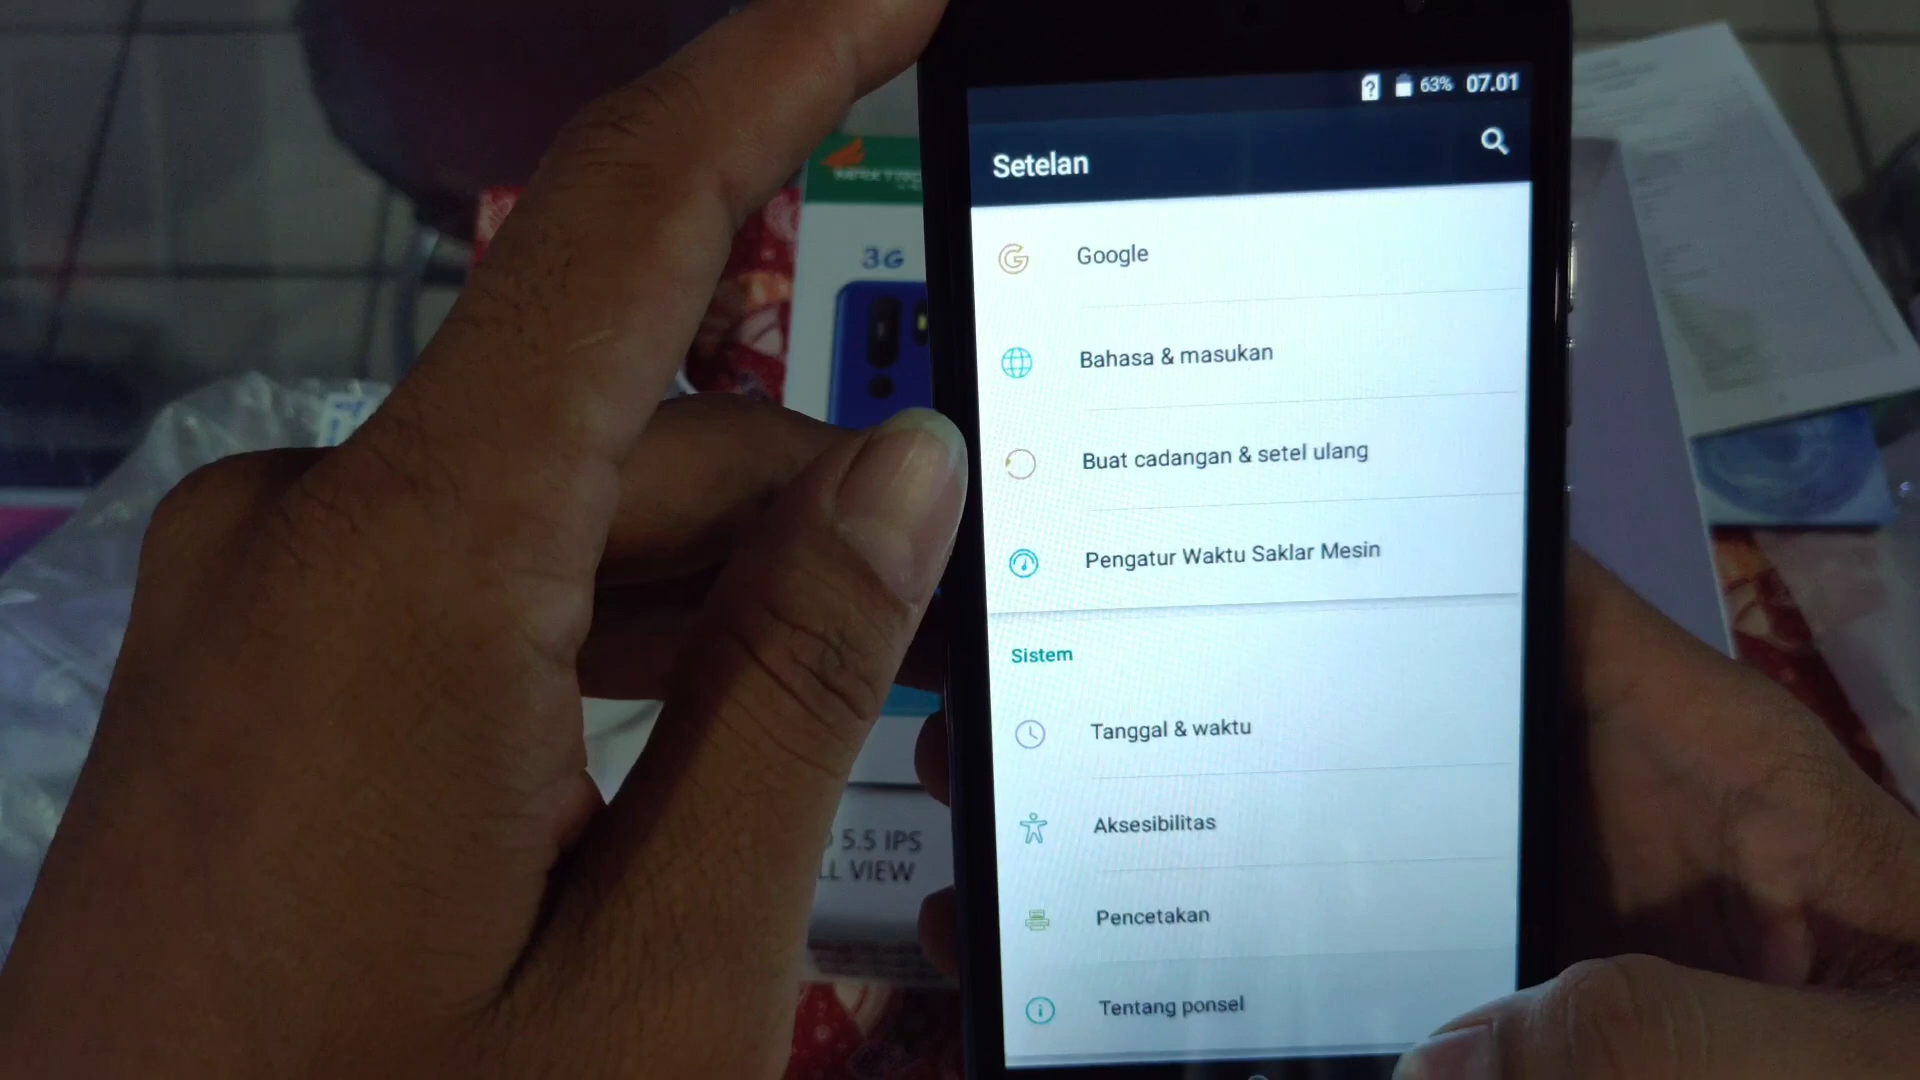 63% 07.01
Setelan
Google
Bahasa & masukan
Buat cadangan & setel ulang
Pengatur Waktu Saklar Mesin
Sistem
Tanggal & waktu
Aksesibilitas
Pencetakan
Tentang ponsel
3G
5.5 IPS
VIEW